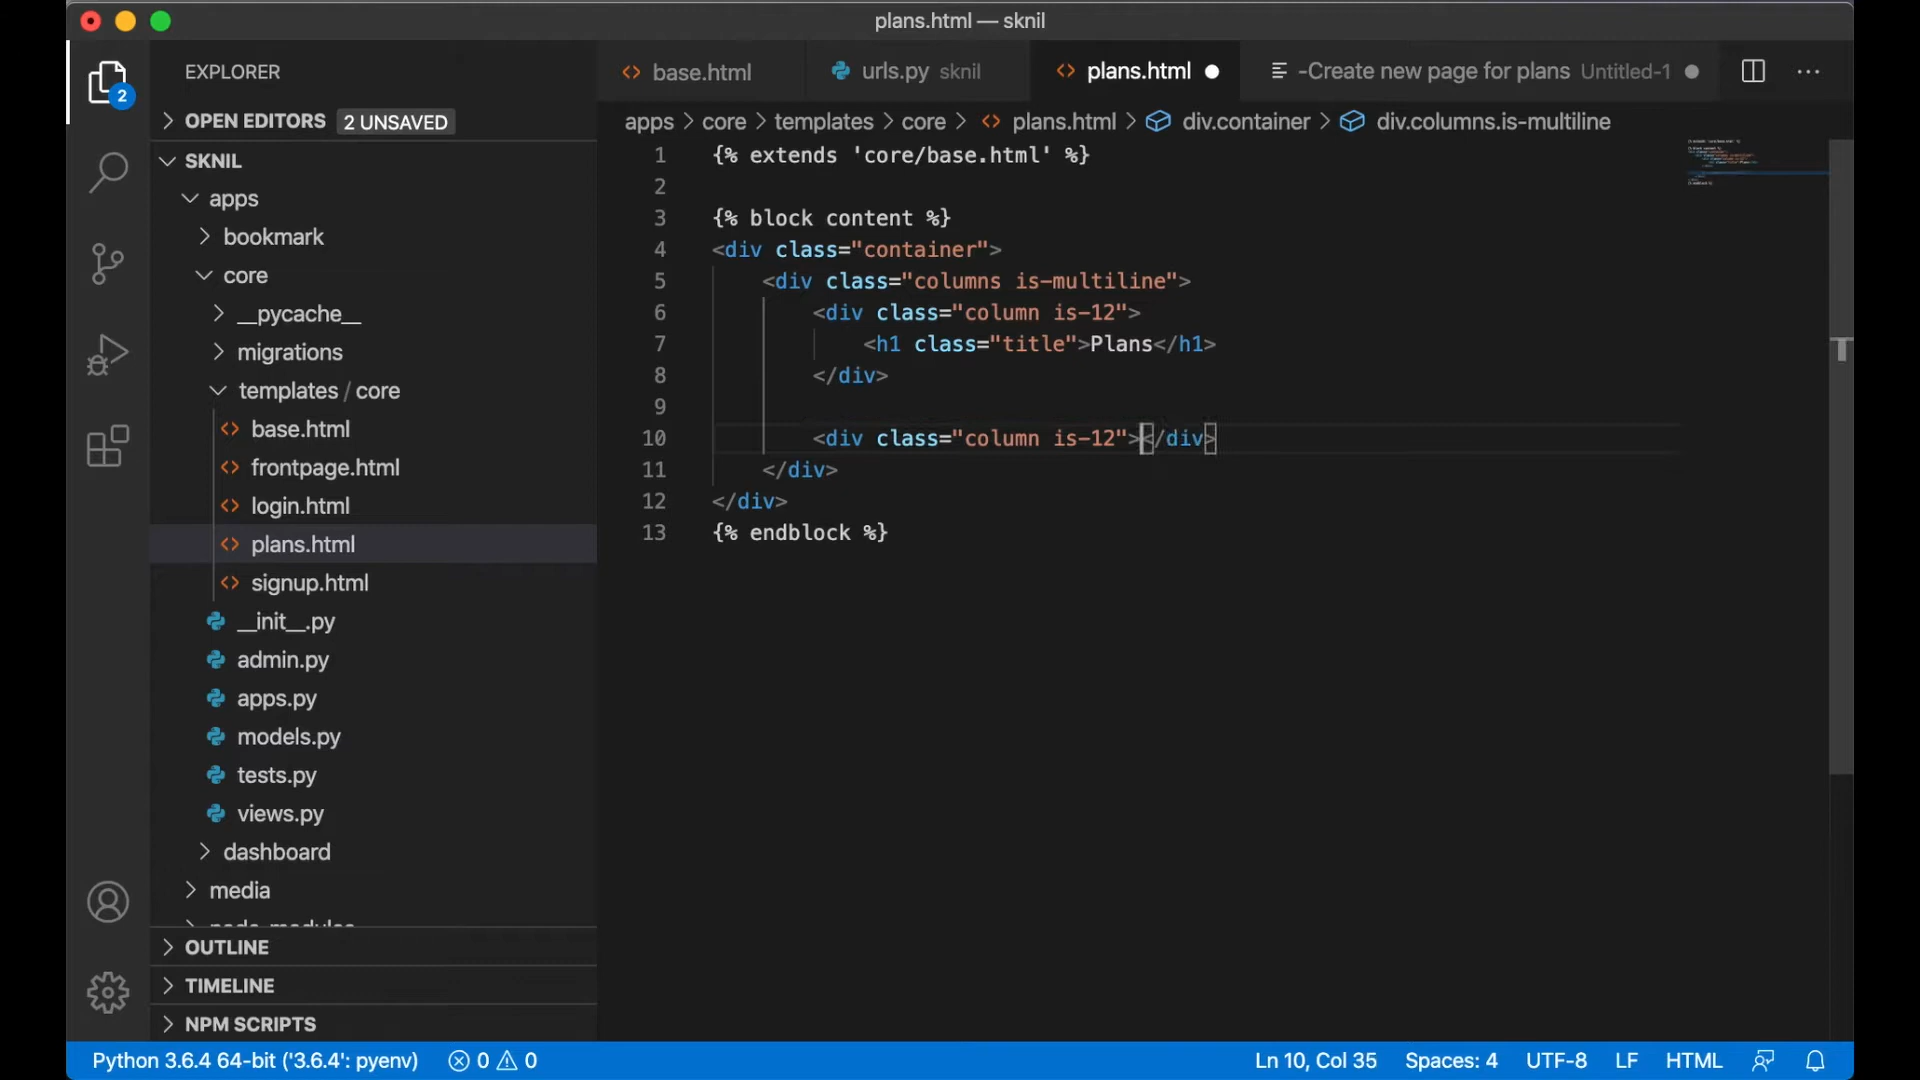 plans.html — sknil
EXPLORER
OPEN EDITORS 2 UNSAVED
SKNIL
apps
bookmark
core
__pycache__
migrations
templates / core
base.html
frontpage.html
login.html
plans.html
signup.html
__init__.py
admin.py
apps.py
models.py
tests.py
views.py
dashboard
media
node_modules
OUTLINE
TIMELINE
NPM SCRIPTS
2
base.html urls.py sknil plans.html -Create new page for plans Untitled-1
apps > core > templates > core > plans.html > div.container > div.columns.is-multiline
1 {% extends 'core/base.html' %}
2
3 {% block content %}
4 <div class="container">
5 <div class="columns is-multiline">
6 <div class="column is-12">
7 <h1 class="title">Plans</h1>
8 </div>
9
10 <div class="column is-12"></div>
11 </div>
12 </div>
13 {% endblock %}
Python 3.6.4 64-bit ('3.6.4': pyenv) 0 0 Ln 10, Col 35 Spaces: 4 UTF-8 LF HTML